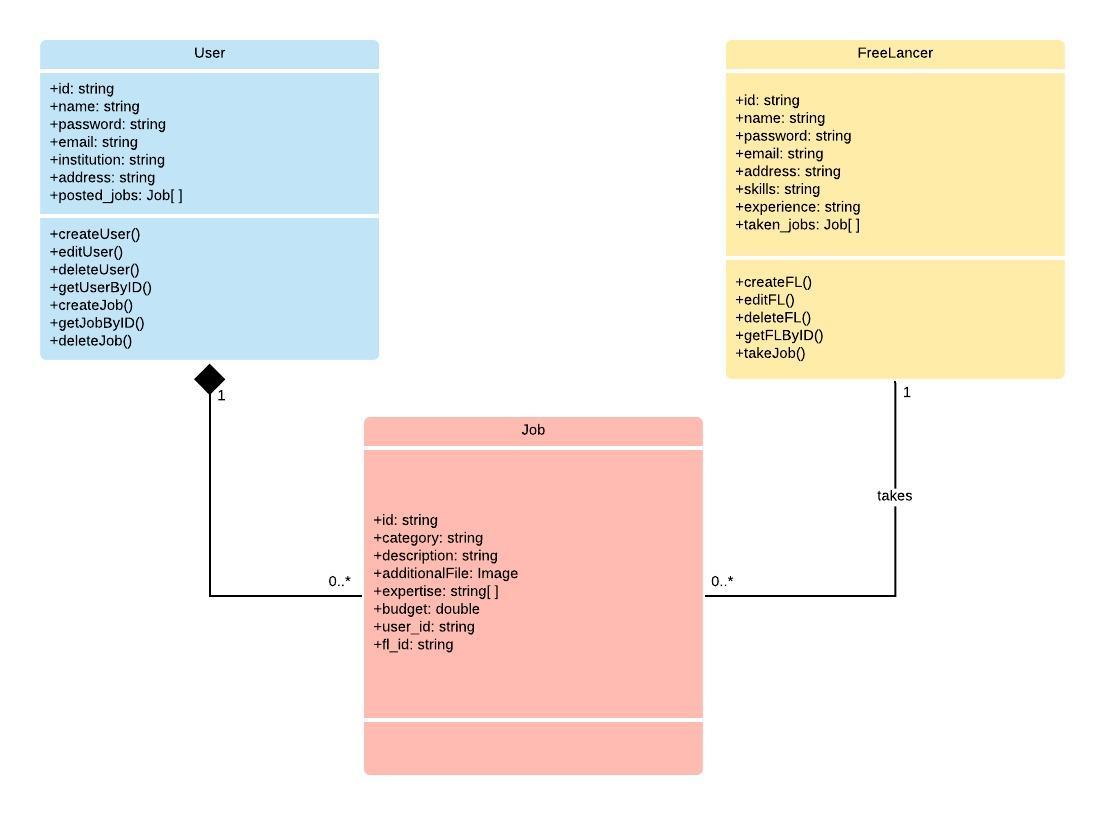 User
+id: string
+name: string
+password: string
+email: string
+institution: string
+address: string
+posted_jobs: Job[ ]
+createUser()
+editUser()
+deleteUser()
+getUserByID()
+createJob()
+getJobByID()
+deleteJob()
1
0..*
FreeLancer
+id: string
+name: string
+password: string
+email: string
+address: string
+skills: string
+experience: string
+taken_jobs: Job[ ]
+createFL()
+editFL()
+deleteFL()
+getFLByID()
+takeJob()
1
takes
0..*
Job
+id: string
+category: string
+description: string
+additionalFile: Image
+expertise: string[ ]
+budget: double
+user_id: string
+fl_id: string